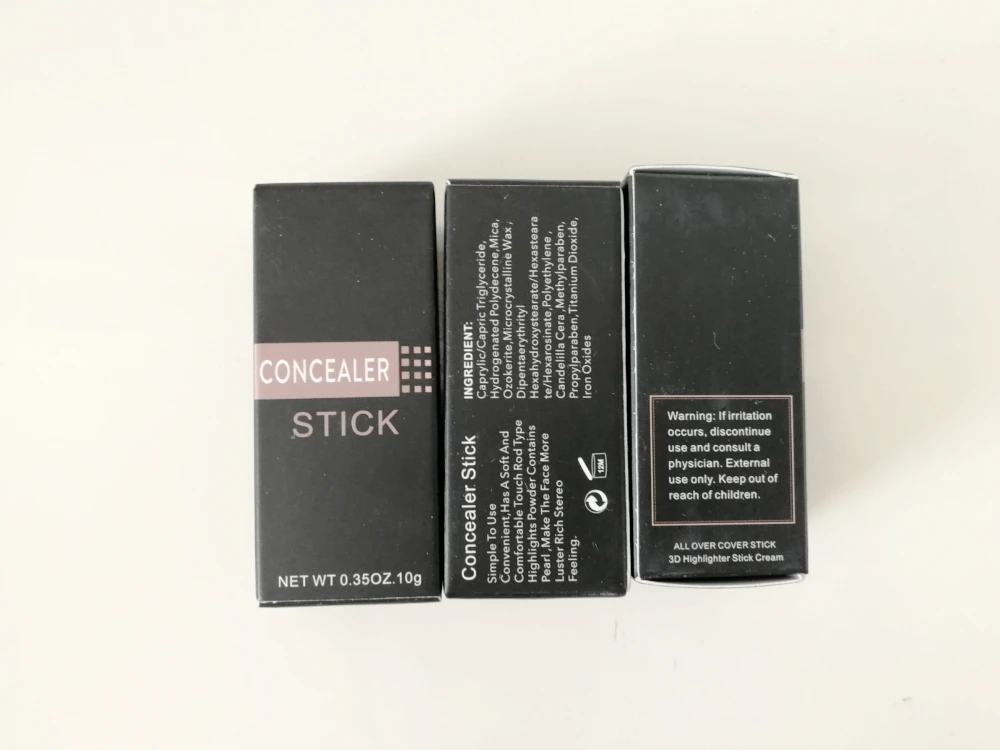 CONCEALER
STICK
NET WT 0.35OZ.10g
Concealer Stick
Simple To Use
Convenient,Has A Soft And
Comfortable Touch Rod Type
Highlights Powder Contains
Pearl ,Make The Face More
Luster Rich Stereo
Feeling.
12M
INGREDIENT:
Caprylic/Capric Triglyceride,
Hydrogenated Polydecene,Mica,
Ozokerite,Microcrystalline Wax ,
Dipentaerythrityl
Hexahydroxystearate/Hexasteara
te/Hexarosinate,Polyethylene ,
Candelilla Cera ,Methylparaben,
Propylparaben,Titanium Dioxide,
Iron Oxides
Warning: If irritation
occurs, discontinue
use and consult a
physician. External
use only. Keep out of
reach of children.
ALL OVER COVER STICK
3D Highlighter Stick Cream